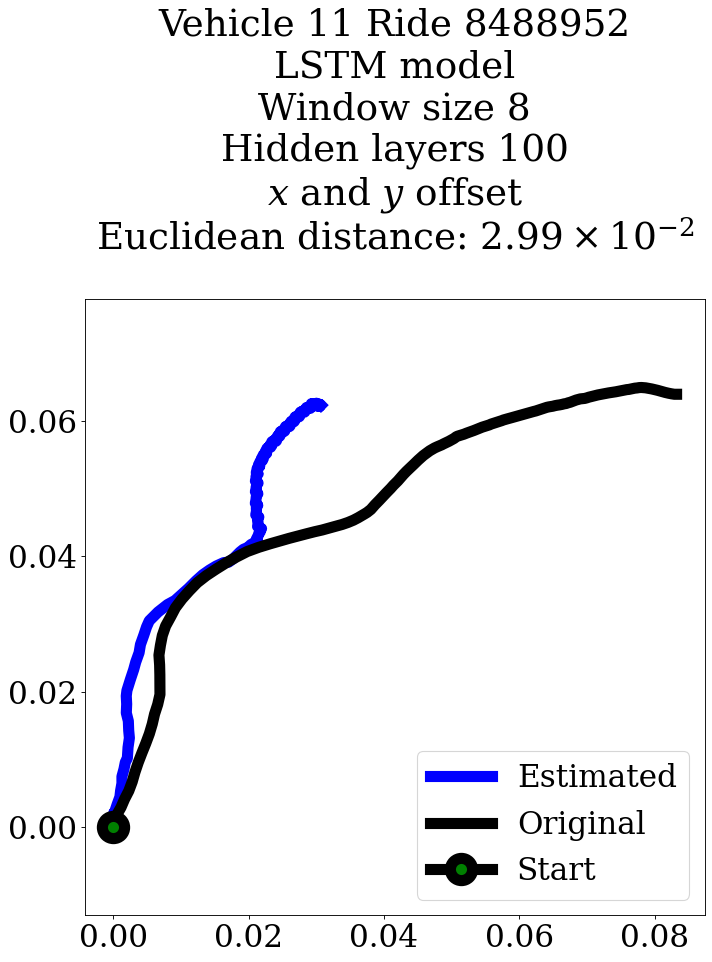 Vehicle 11 Ride 8488952
LSTM model
Window size 8
Hidden layers 100
x and y offset
Euclidean distance: 2.99 × 10⁻²
0.06
0.04
0.02
0.00
Estimated
Original
Start
0.00 0.02 0.04 0.06 0.08